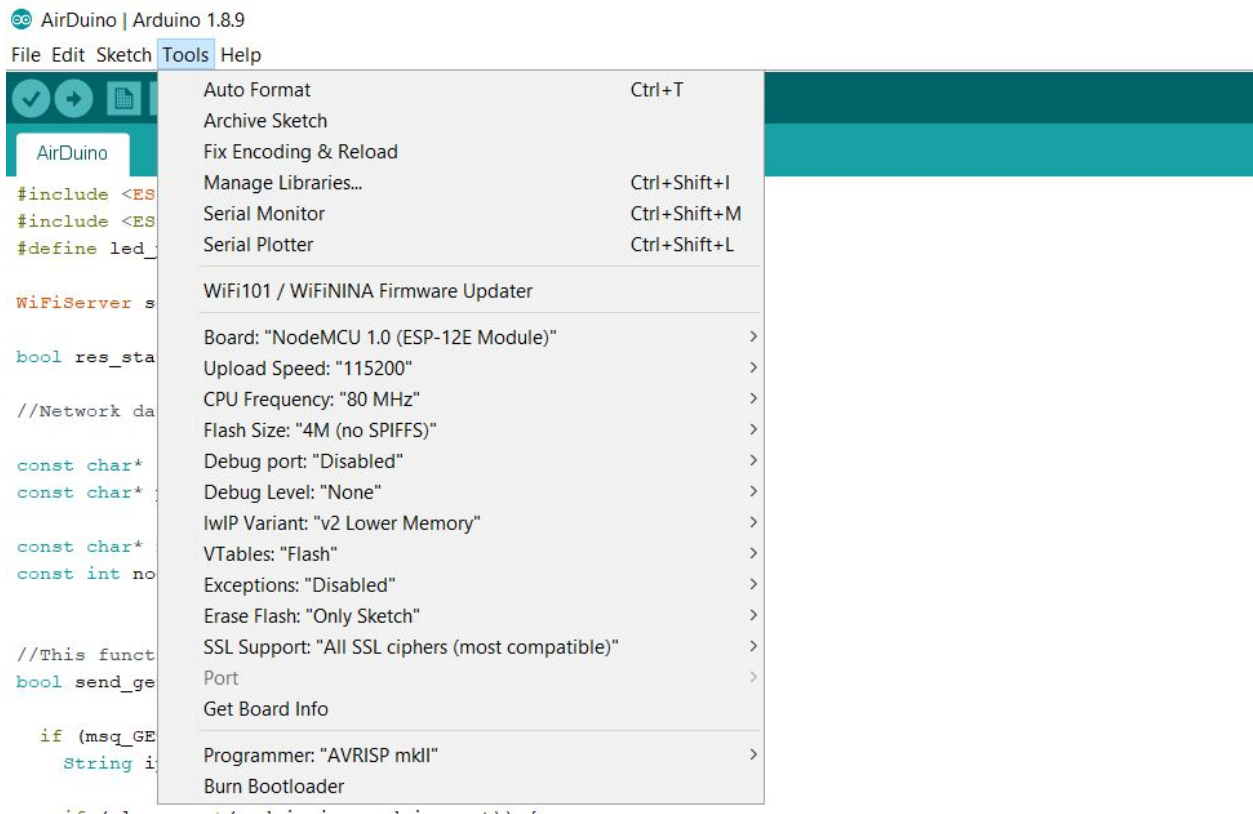 AirDuino | Arduino 1.8.9
File Edit Sketch Tools Help
Auto Format Ctrl+T
Archive Sketch
Fix Encoding & Reload
Manage Libraries... Ctrl+Shift+I
Serial Monitor Ctrl+Shift+M
Serial Plotter Ctrl+Shift+L
WiFi101 / WiFiNINA Firmware Updater
Board: "NodeMCU 1.0 (ESP-12E Module)"
Upload Speed: "115200"
CPU Frequency: "80 MHz"
Flash Size: "4M (no SPIFFS)"
Debug port: "Disabled"
Debug Level: "None"
lwIP Variant: "v2 Lower Memory"
VTables: "Flash"
Exceptions: "Disabled"
Erase Flash: "Only Sketch"
SSL Support: "All SSL ciphers (most compatible)"
Port
Get Board Info
Programmer: "AVRISP mkII"
Burn Bootloader
AirDuino
#include <ES
#include <ES
#define led_
WiFiServer s
bool res_sta
//Network da
const char*
const char*
const char*
const int no
//This funct
bool send_ge
if (msq_GE
String i